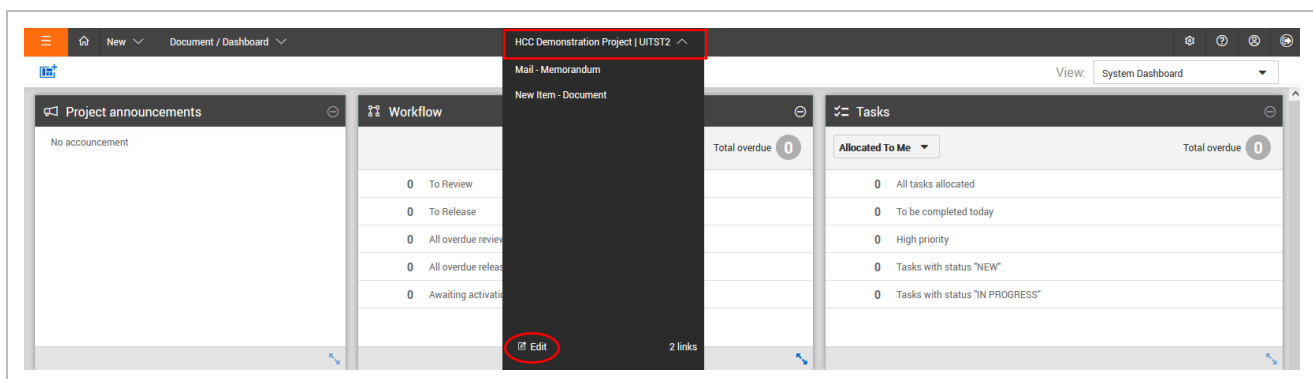 New
Document / Dashboard
HCC Demonstration Project | UITST2
Mail - Memorandum
New Item - Document
View:
System Dashboard
Project announcements
No accouncement
Workflow
Total overdue 0
0 To Review
0 To Release
0 All overdue review
0 All overdue releas
0 Awaiting activatio
Edit
2 links
Tasks
Allocated To Me
Total overdue 0
0 All tasks allocated
0 To be completed today
0 High priority
0 Tasks with status "NEW"
0 Tasks with status "IN PROGRESS"